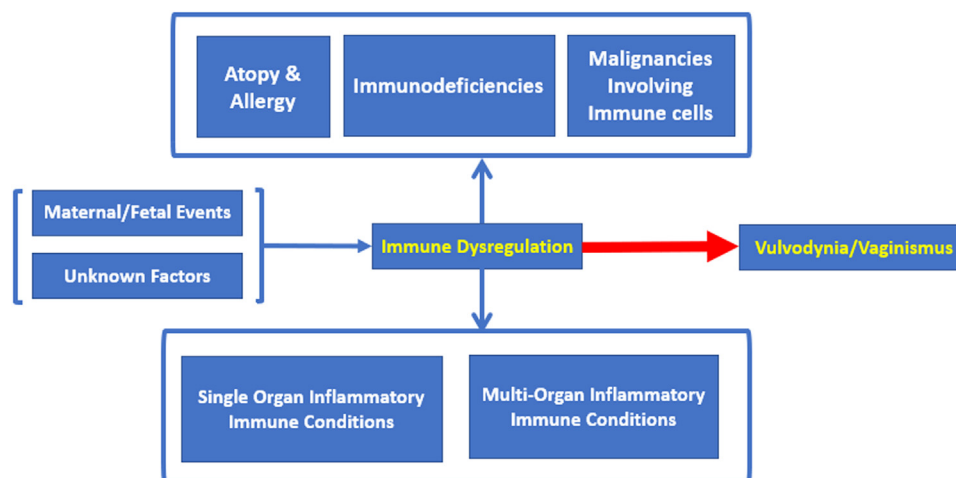 Atopy &
Allergy
Immunodeficiencies
Malignancies
Involving
Immune cells
Maternal/Fetal Events
Unknown Factors
Immune Dysregulation
Vulvodynia/Vaginismus
Single Organ Inflammatory
Immune Conditions
Multi-Organ Inflammatory
Immune Conditions